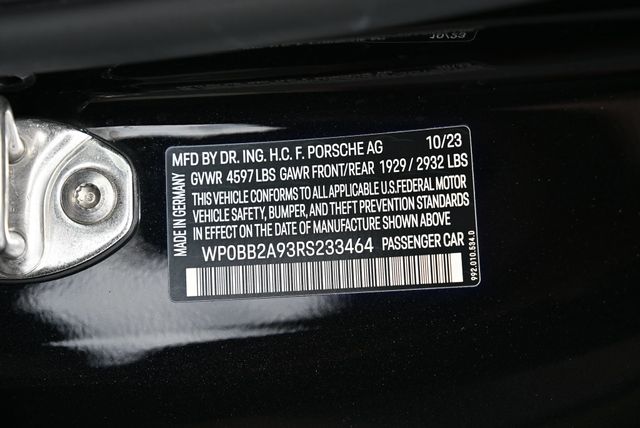 MFD BY DR. ING. H.C. F. PORSCHE AG 10/23
GVWR 4597LBS GAWR FRONT/REAR 1929 / 2932 LBS
THIS VEHICLE CONFORMS TO ALL APPLICABLE U.S.FEDERAL MOTOR
VEHICLE SAFETY, BUMPER, AND THEFT PREVENTION STANDARDS
IN EFFECT ON THE DATE OF MANUFACTURE SHOWN ABOVE
WP0BB2A93RS233464 PASSENGER CAR
MADE IN GERMANY
992.010.534.0